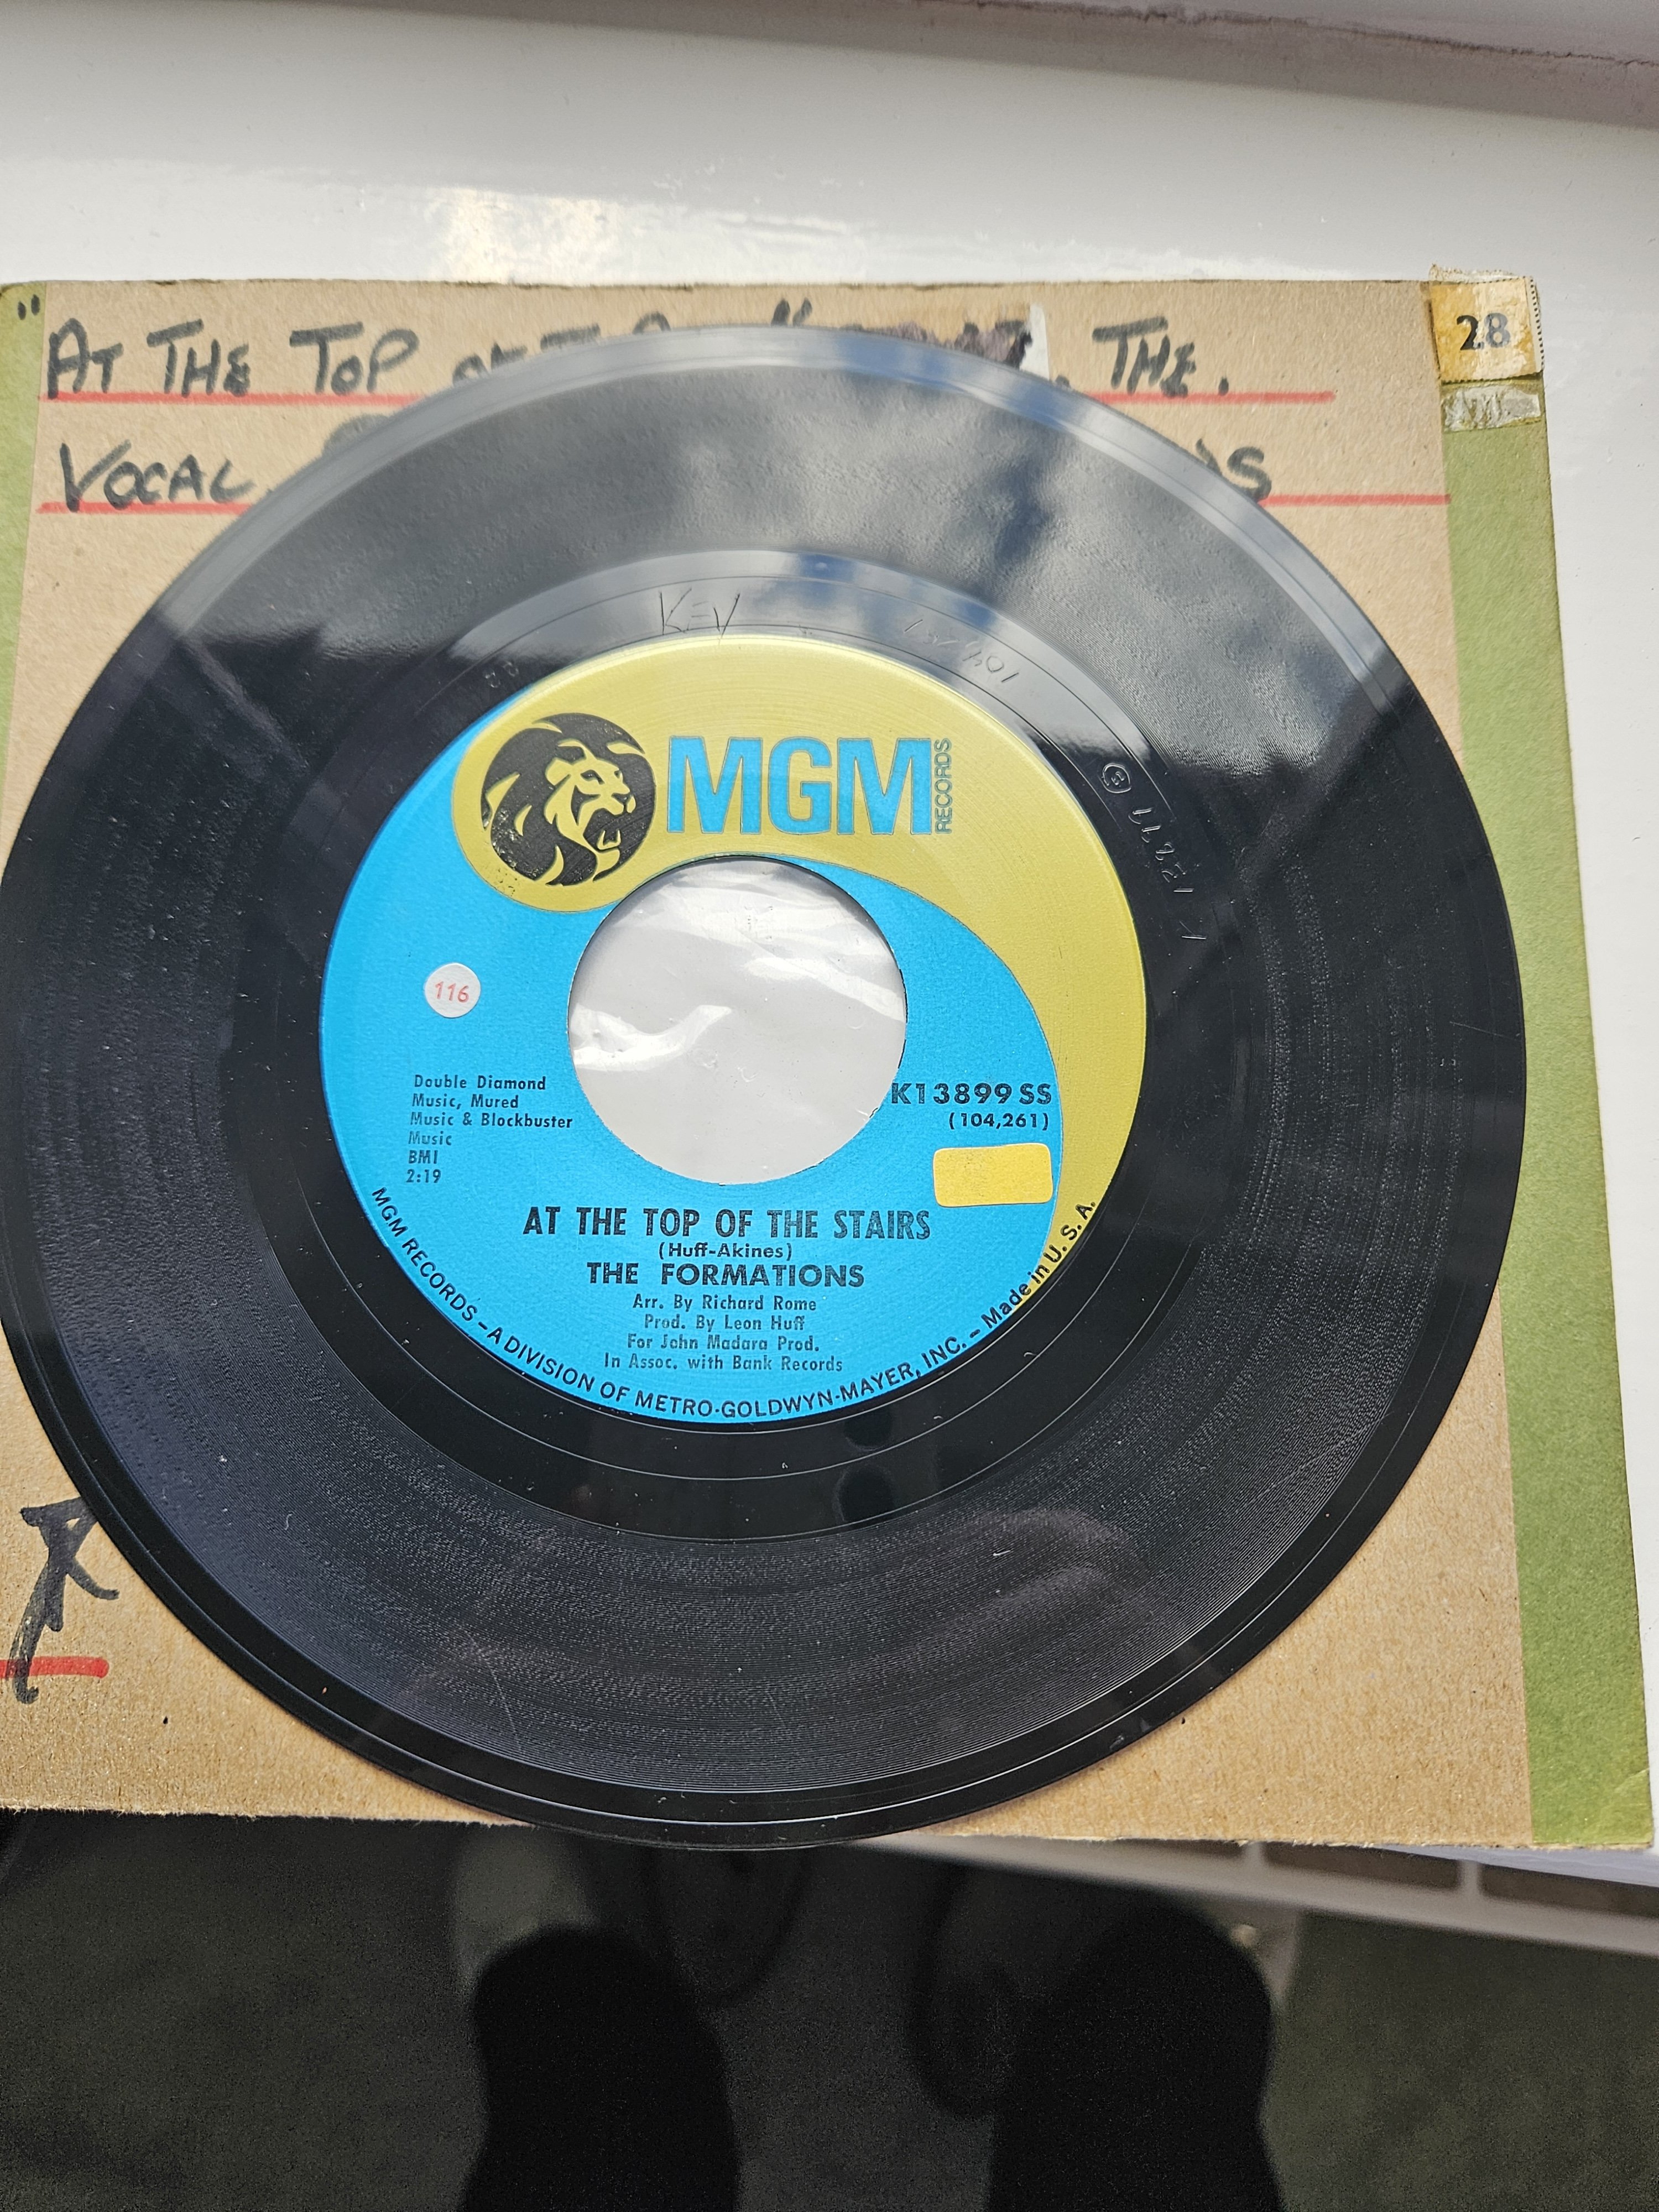 " AT THE TOP " THE.
28
VOCAL.
KEV
MGM
RECORDS
116
Double Diamond
Music, Mured
Music & Blockbuster
Music
BMI
2:19
K13899 SS
(104,261)
AT THE TOP OF THE STAIRS
(Huff-Akines)
THE FORMATIONS
Arr. By Richard Rome
Prod. By Leon Huff
For John Madara Prod.
In Assoc. with Bank Records
MGM RECORDS – A DIVISION OF METRO-GOLDWYN-MAYER, INC. – Made in U. S. A.